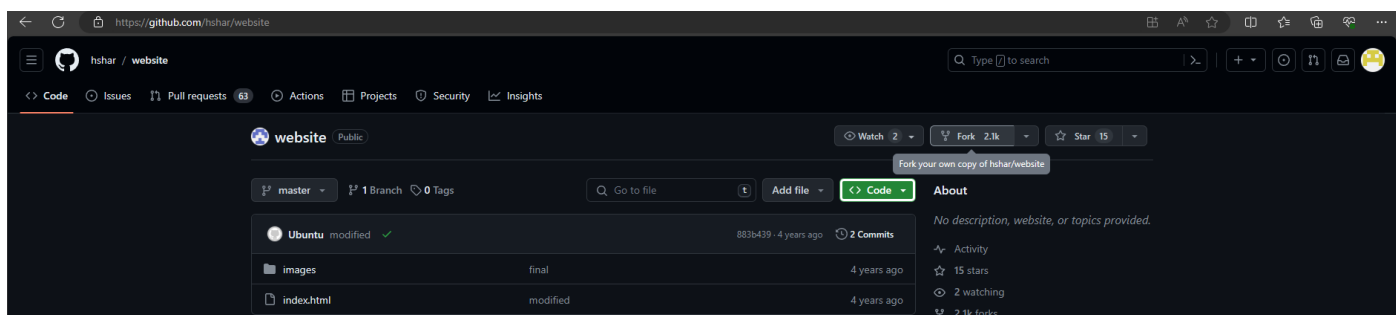 https://github.com/hshar/website
hshar / website
Type / to search
Code Issues Pull requests 63 Actions Projects Security Insights
website Public
Watch 2 Fork 2.1k Star 15
Fork your own copy of hshar/website
master 1 Branch 0 Tags Go to file t Add file Code
About
No description, website, or topics provided.
Ubuntu modified 883b439 · 4 years ago 2 Commits
Activity
images final 4 years ago
15 stars
2 watching
index.html modified 4 years ago
2.1k forks